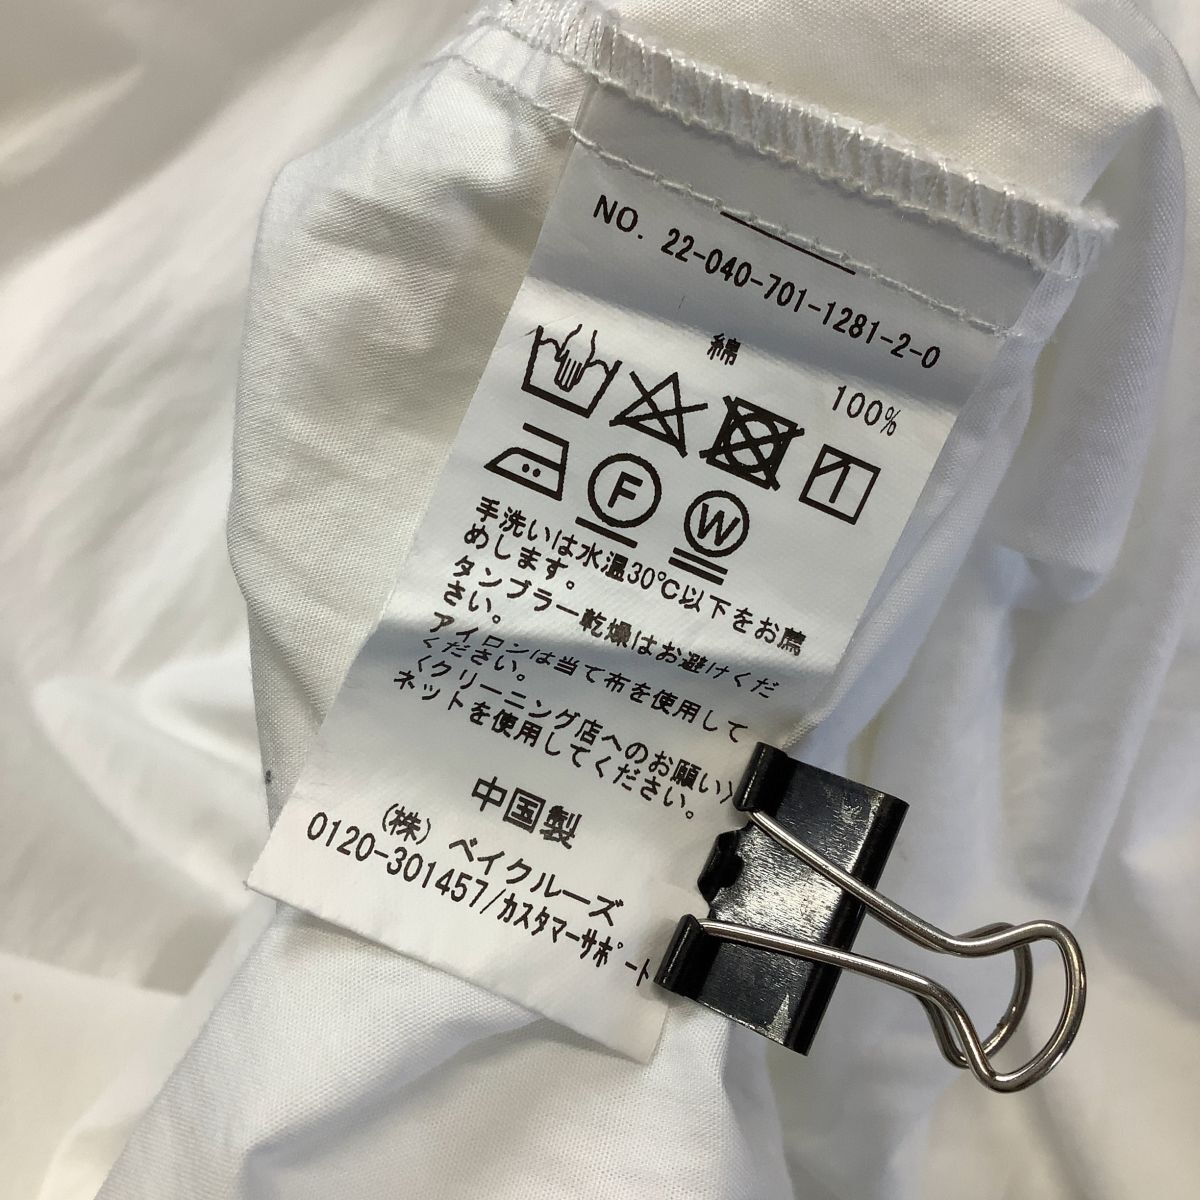 NO. 22-040-701-1281-2-0
綿 100%
F W
手洗いは水温30℃以下をお薦
めします。
タンブラー乾燥はお避けくだ
さい。
アイロンは当て布を使用して
ください。
〈クリーニング店へのお願い〉
ネットを使用してください。
中国製
(株) ベイクルーズ
0120-301457/カスタマーサポート